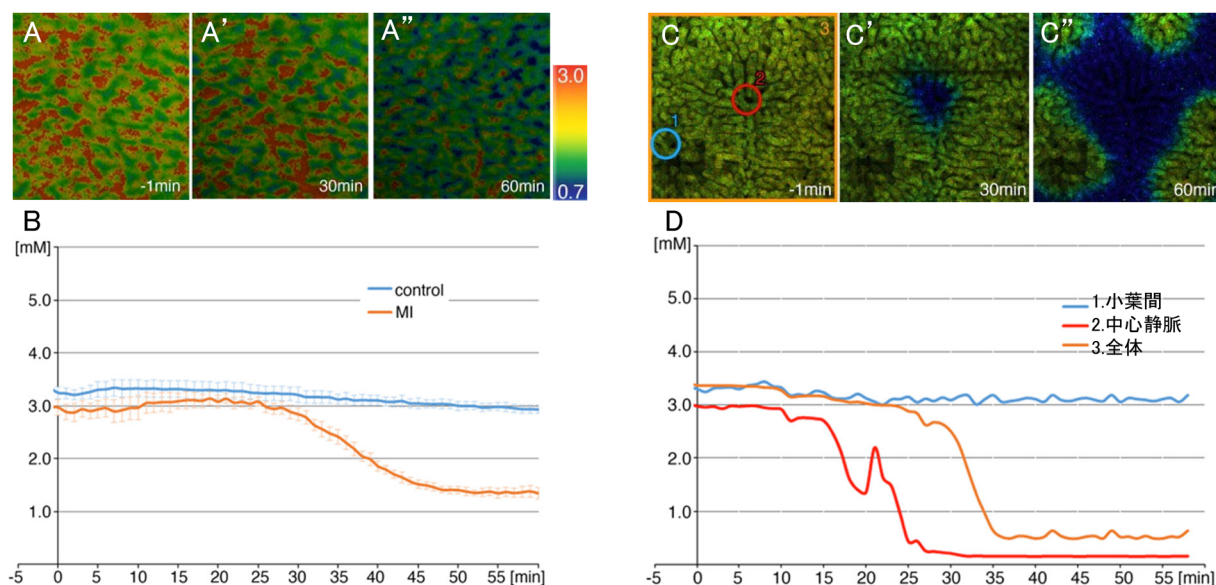 A
-1min
A'
30min
A''
60min
3.0
0.7
B
[mM]
5.0
4.0
3.0
2.0
1.0
control
MI
-5 0 5 10 15 20 25 30 35 40 45 50 55 [min]
C
3
2
1
-1min
C'
30min
C''
60min
D
[mM]
5.0
4.0
3.0
2.0
1.0
1.小葉間
2.中心静脈
3.全体
-5 0 5 10 15 20 25 30 35 40 45 50 55 [min]